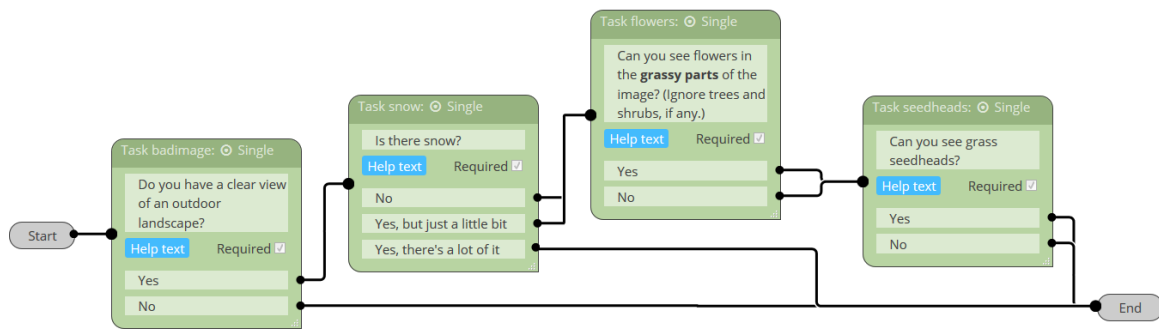 Start
Task badimage: Single
Do you have a clear view
of an outdoor
landscape?
Help text Required
Yes
No
Task snow: Single
Is there snow?
Help text Required
No
Yes, but just a little bit
Yes, there's a lot of it
Task flowers: Single
Can you see flowers in
the grassy parts of the
image? (Ignore trees and
shrubs, if any.)
Help text Required
Yes
No
Task seedheads: Single
Can you see grass
seedheads?
Help text Required
Yes
No
End